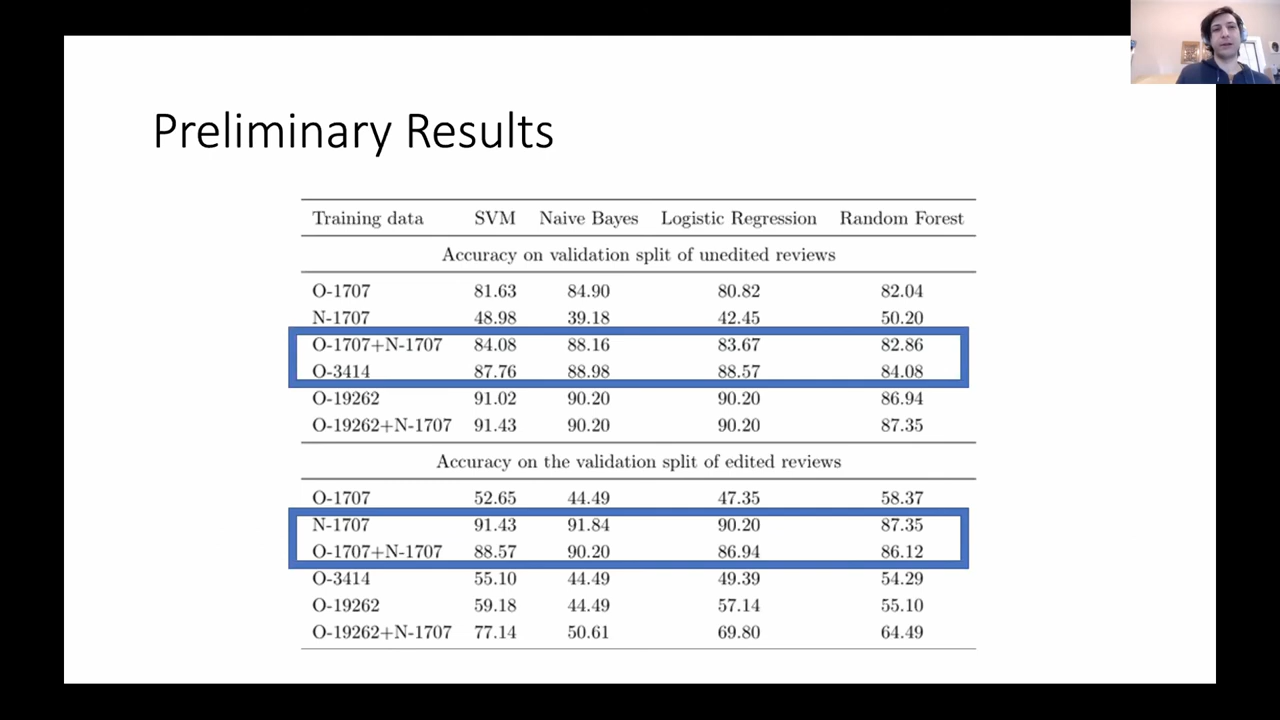 Preliminary Results
Training data SVM Naive Bayes Logistic Regression Random Forest
Accuracy on validation split of unedited reviews
O-1707 81.63 84.90 80.82 82.04
N-1707 48.98 39.18 42.45 50.20
O-1707+N-1707 84.08 88.16 83.67 82.86
O-3414 87.76 88.98 88.57 84.08
O-19262 91.02 90.20 90.20 86.94
O-19262+N-1707 91.43 90.20 90.20 87.35
Accuracy on the validation split of edited reviews
O-1707 52.65 44.49 47.35 58.37
N-1707 91.43 91.84 90.20 87.35
O-1707+N-1707 88.57 90.20 86.94 86.12
O-3414 55.10 44.49 49.39 54.29
O-19262 59.18 44.49 57.14 55.10
O-19262+N-1707 77.14 50.61 69.80 64.49